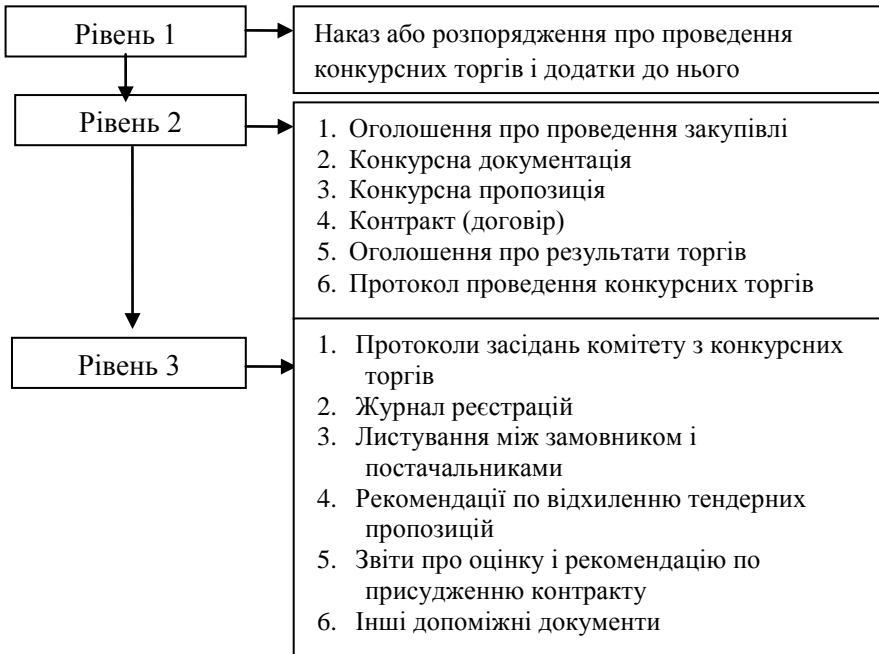 Рівень 1
Наказ або розпорядження про проведення
конкурсних торгів і додатки до нього
Рівень 2
1. Оголошення про проведення закупівлі
2. Конкурсна документація
3. Конкурсна пропозиція
4. Контракт (договір)
5. Оголошення про результати торгів
6. Протокол проведення конкурсних торгів
Рівень 3
1. Протоколи засідань комітету з конкурсних
торгів
2. Журнал реєстрацій
3. Листування між замовником і
постачальниками
4. Рекомендації по відхиленню тендерних
пропозицій
5. Звіти про оцінку і рекомендацію по
присудженню контракту
6. Інші допоміжні документи